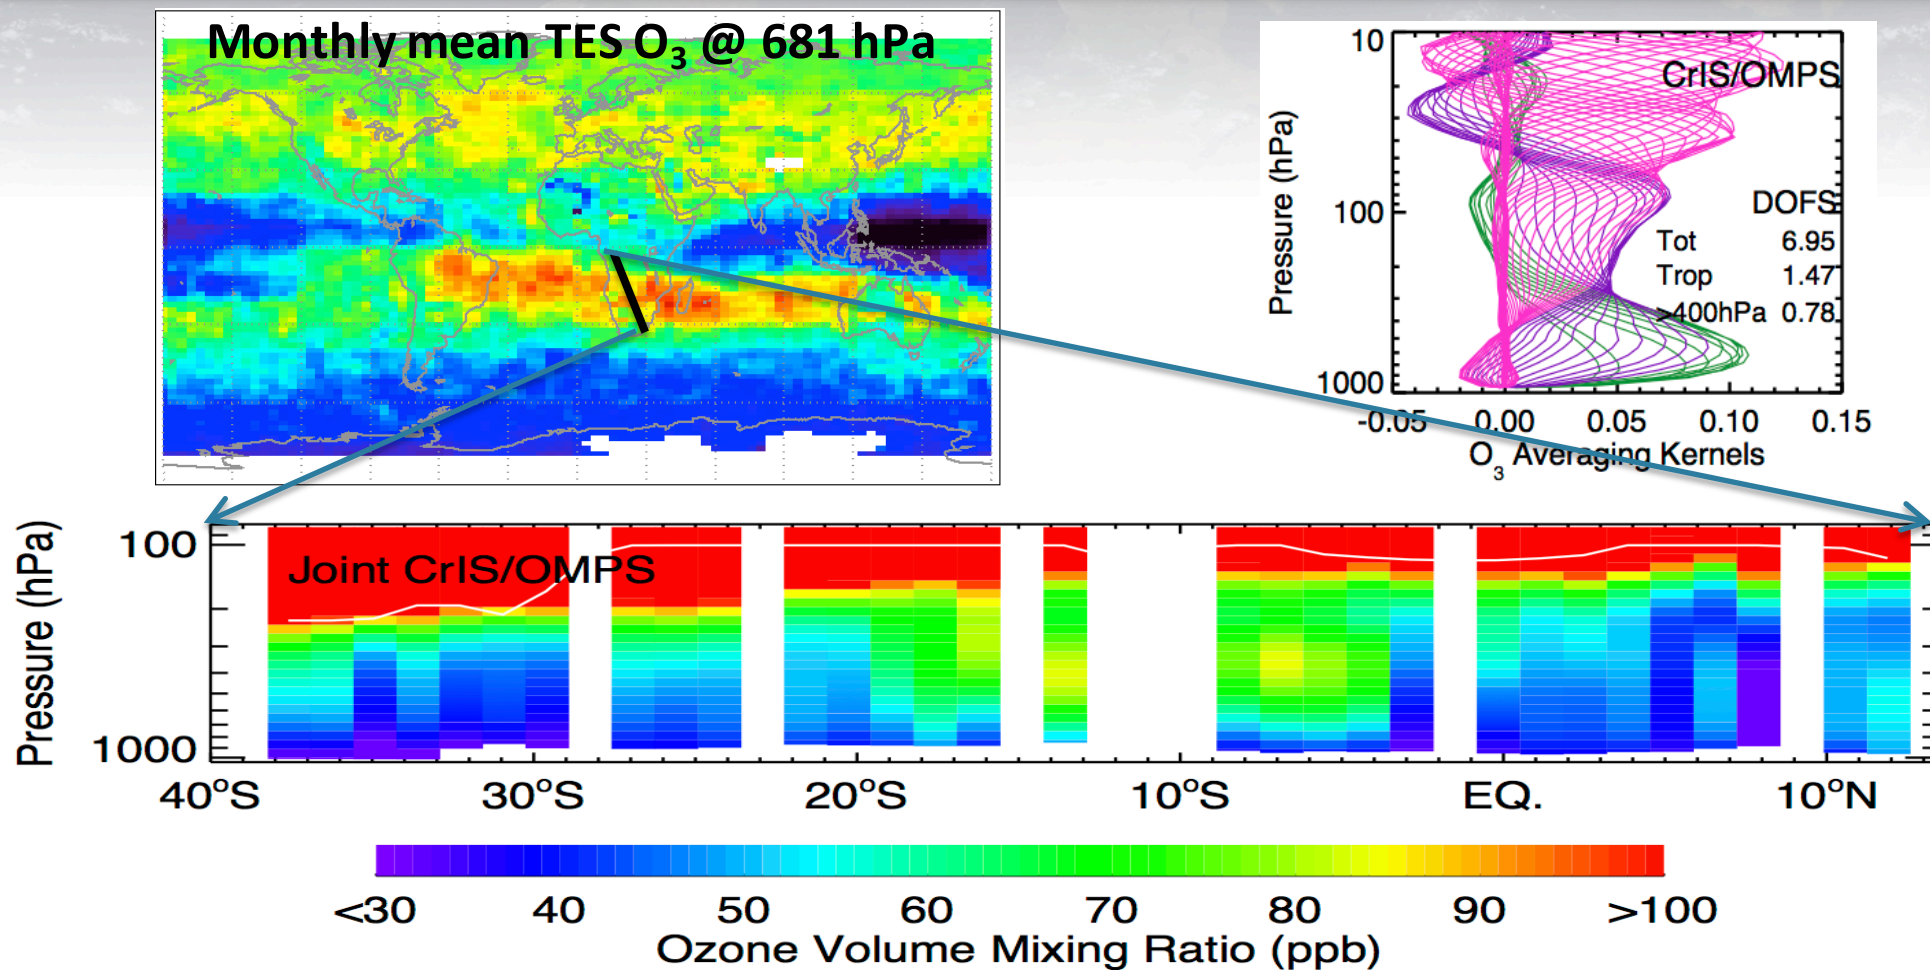 Monthly mean TES O₃ @ 681 hPa
10
100
1000
Pressure (hPa)
CrIS/OMPS
DOFS
Tot 6.95
Trop 1.47
>400hPa 0.78
-0.05 0.00 0.05 0.10 0.15
O₃ Averaging Kernels
Pressure (hPa)
100
1000
Joint CrIS/OMPS
40°S 30°S 20°S 10°S EQ. 10°N
<30 40 50 60 70 80 90 >100
Ozone Volume Mixing Ratio (ppb)